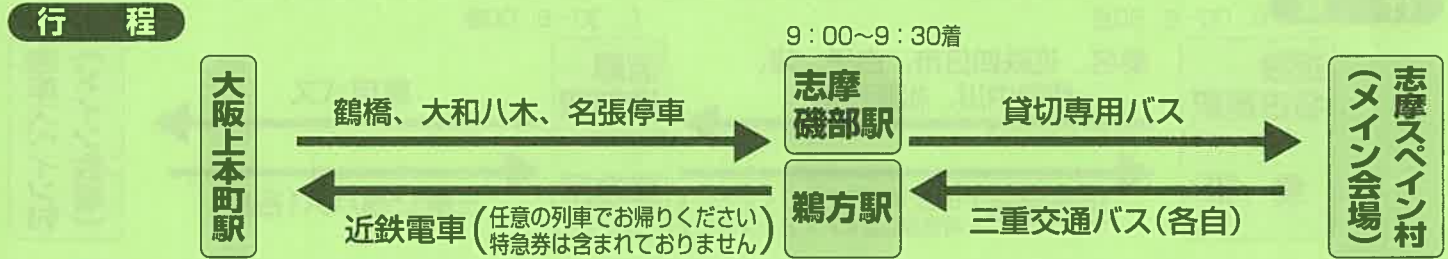 行 程
9：00〜9：30着
大阪上本町駅
鶴橋、大和八木、名張停車
志摩
磯部駅
貸切専用バス
志摩スペイン村
（メイン会場）
近鉄電車（任意の列車でお帰りください
特急券は含まれておりません）
鵜方駅
三重交通バス（各自）